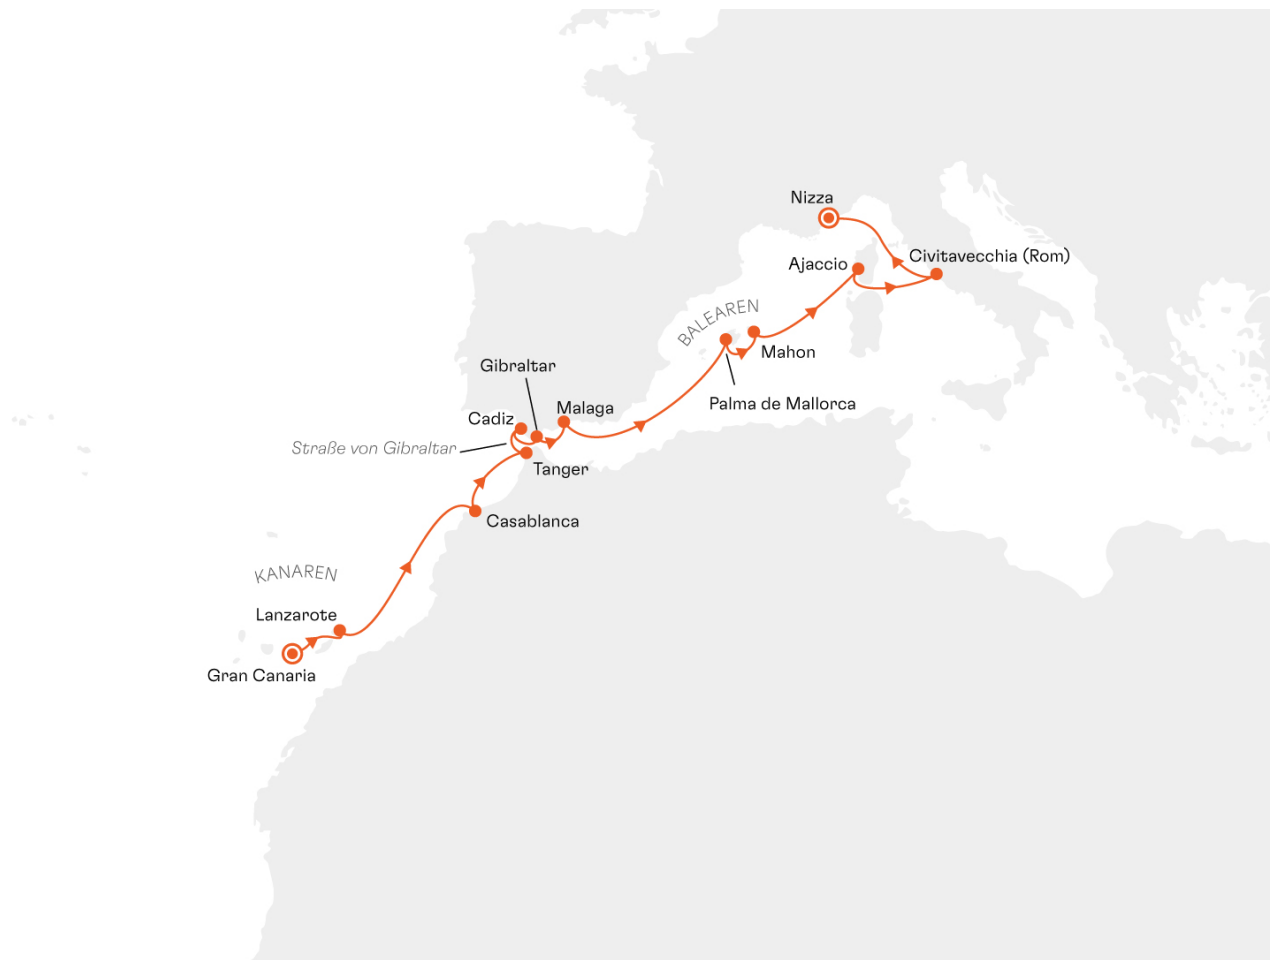 Nizza
Civitavecchia (Rom)
Ajaccio
BALEAREN
Mahon
Gibraltar
Palma de Mallorca
Malaga
Cadiz
Straße von Gibraltar
Tanger
Casablanca
KANAREN
Lanzarote
Gran Canaria